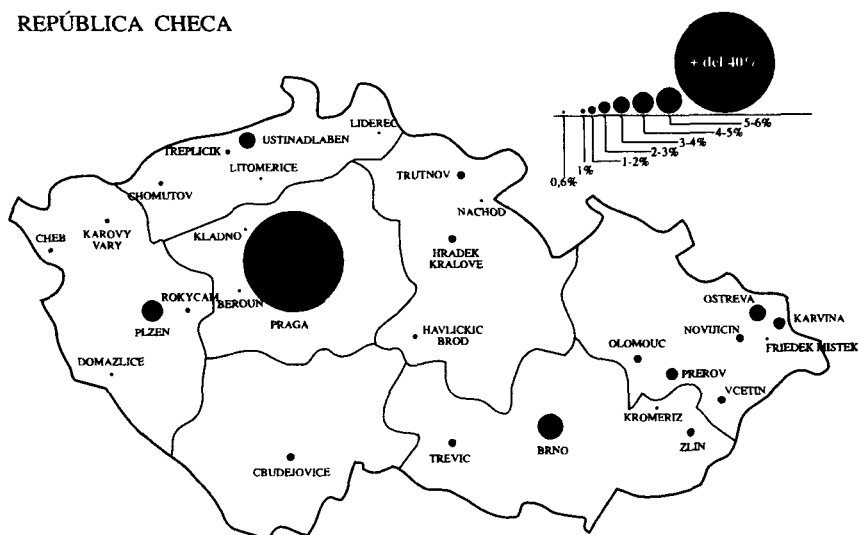 REPÚBLICA CHECA
+ del 40%
5-6%
4-5%
3-4%
2-3%
1-2%
1%
0,6%
LIDEREC
USTINADLABEN
TREPLICIK
LITOMERICE
CHOMUTOV
TRUTNOV
NACHOD
KAROVY
VARY
CHEB
KLADNO
HRADEK
KRALOVE
ROKYCAM
BEROUN
PRAGA
PLZEN
HAVLICKIC
BROD
DOMAZLICE
OSTREVA
KARVINA
NOVIJICIN
FRIEDEK MISTEK
OLOMOUC
PREROV
VCETIN
KROMERIZ
ZLIN
BRNO
TREVIC
CBUDEJOVICE